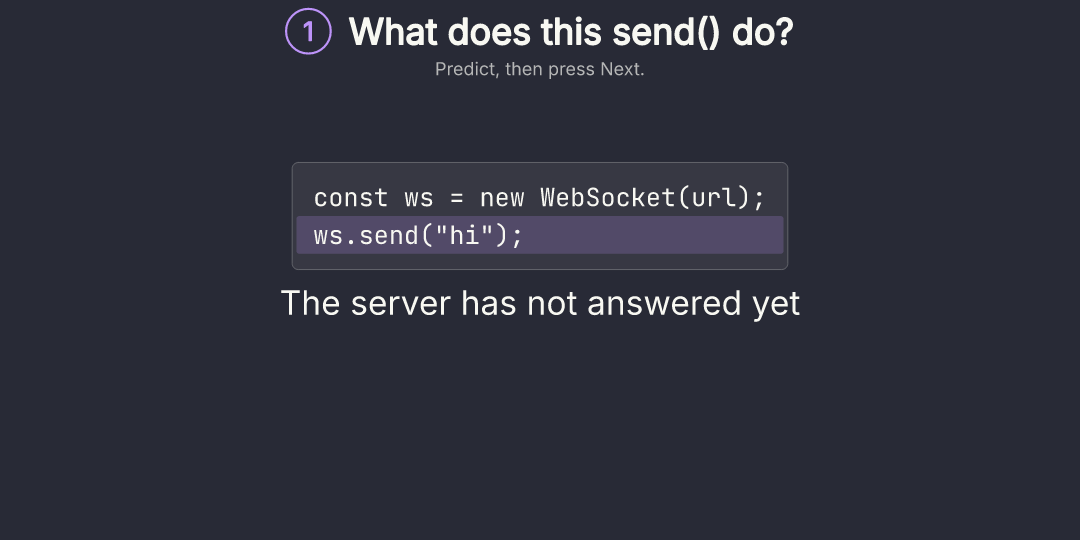 1 What does this send() do?
Predict, then press Next.
const ws = new WebSocket(url);
ws.send("hi");
The server has not answered yet